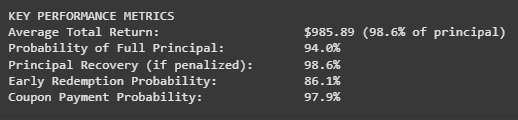 KEY PERFORMANCE METRICS
Average Total Return: $985.89 (98.6% of principal)
Probability of Full Principal: 94.0%
Principal Recovery (if penalized): 98.6%
Early Redemption Probability: 86.1%
Coupon Payment Probability: 97.9%